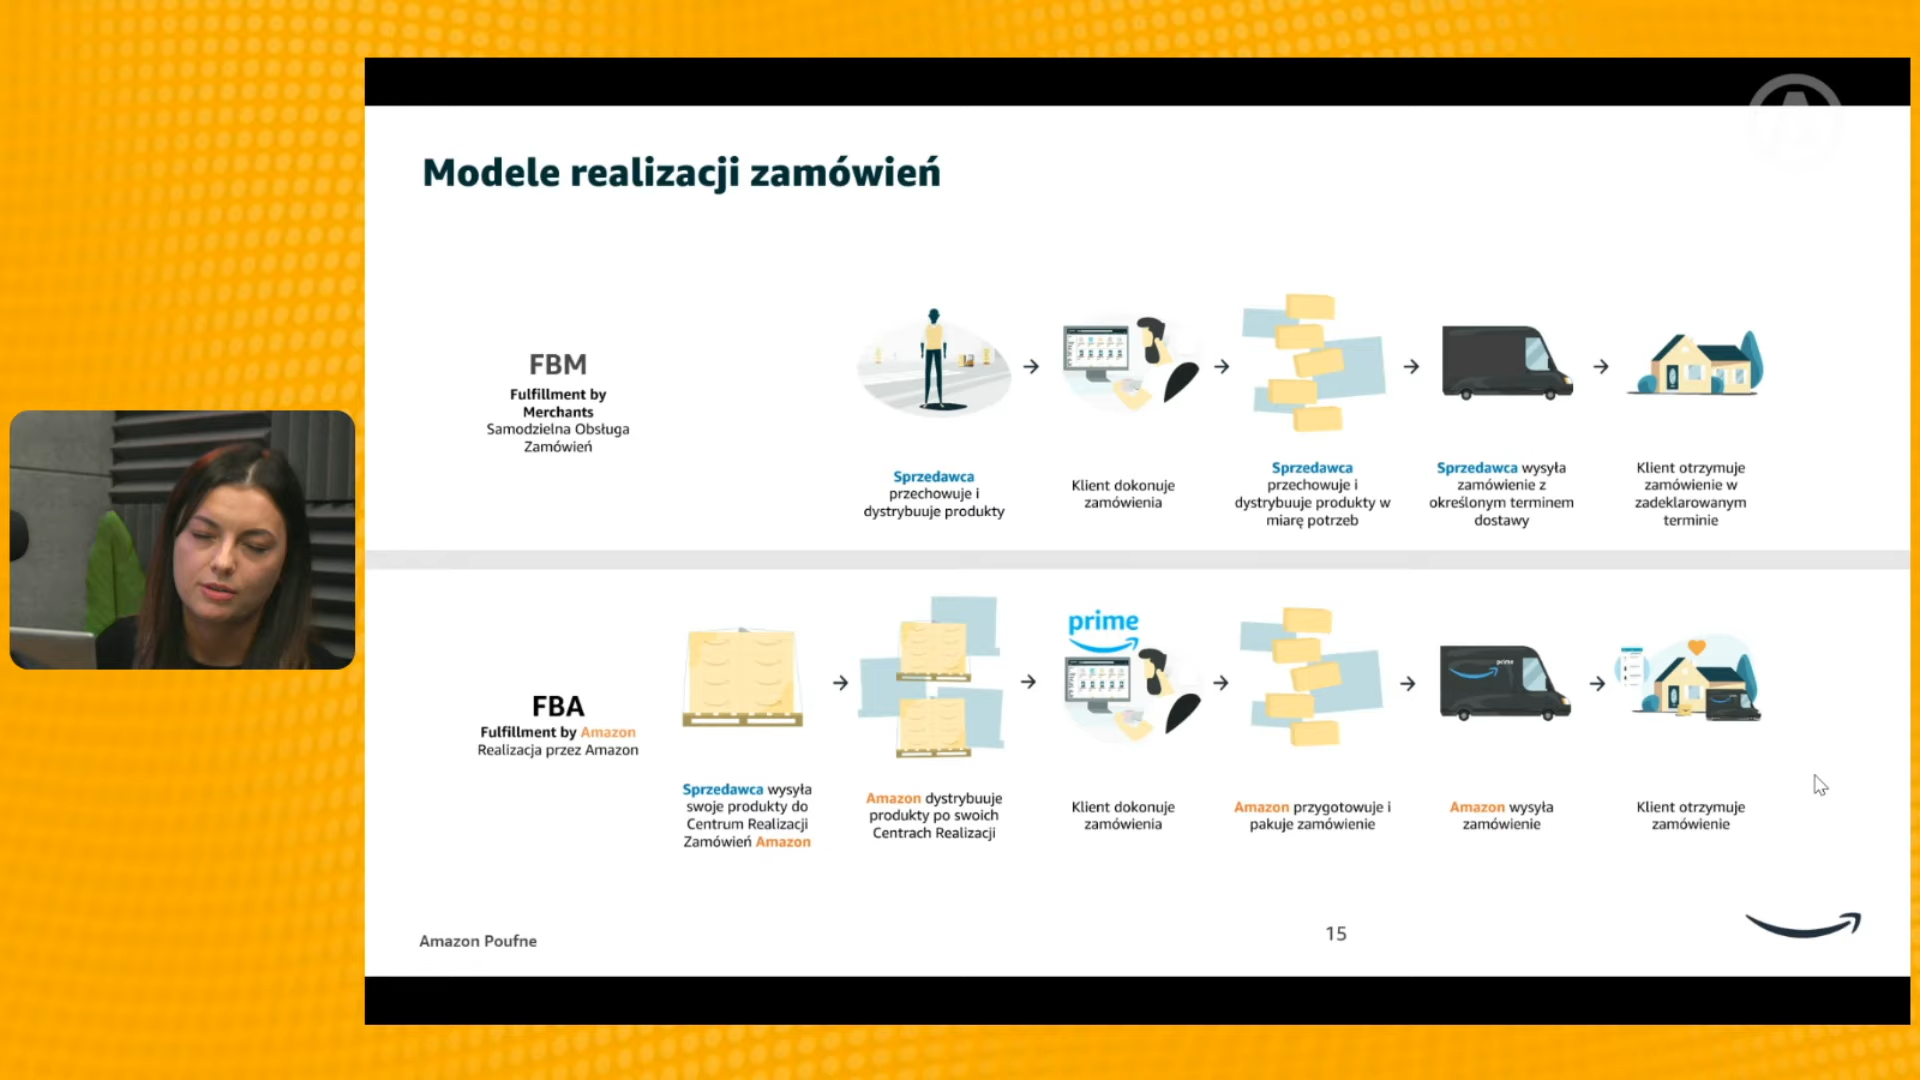 Modele realizacji zamówień
FBM
Fulfillment by
Merchants
Samodzielna Obsługa
Zamówień
Sprzedawca
przechowuje i
dystrybuuje produkty
Klient dokonuje
zamówienia
Sprzedawca
przechowuje i
dystrybuuje produkty w
miarę potrzeb
Sprzedawca wysyła
zamówienie z
określonym terminem
dostawy
Klient otrzymuje
zamówienie w
zadeklarowanym
terminie
FBA
Fulfillment by Amazon
Realizacja przez Amazon
Sprzedawca wysyła
swoje produkty do
Centrum Realizacji
Zamówień Amazon
Amazon dystrybuuje
produkty po swoich
Centrach Realizacji
prime
Klient dokonuje
zamówienia
Amazon przygotowuje i
pakuje zamówienie
prime
Amazon wysyła
zamówienie
Klient otrzymuje
zamówienie
Amazon Poufne
15